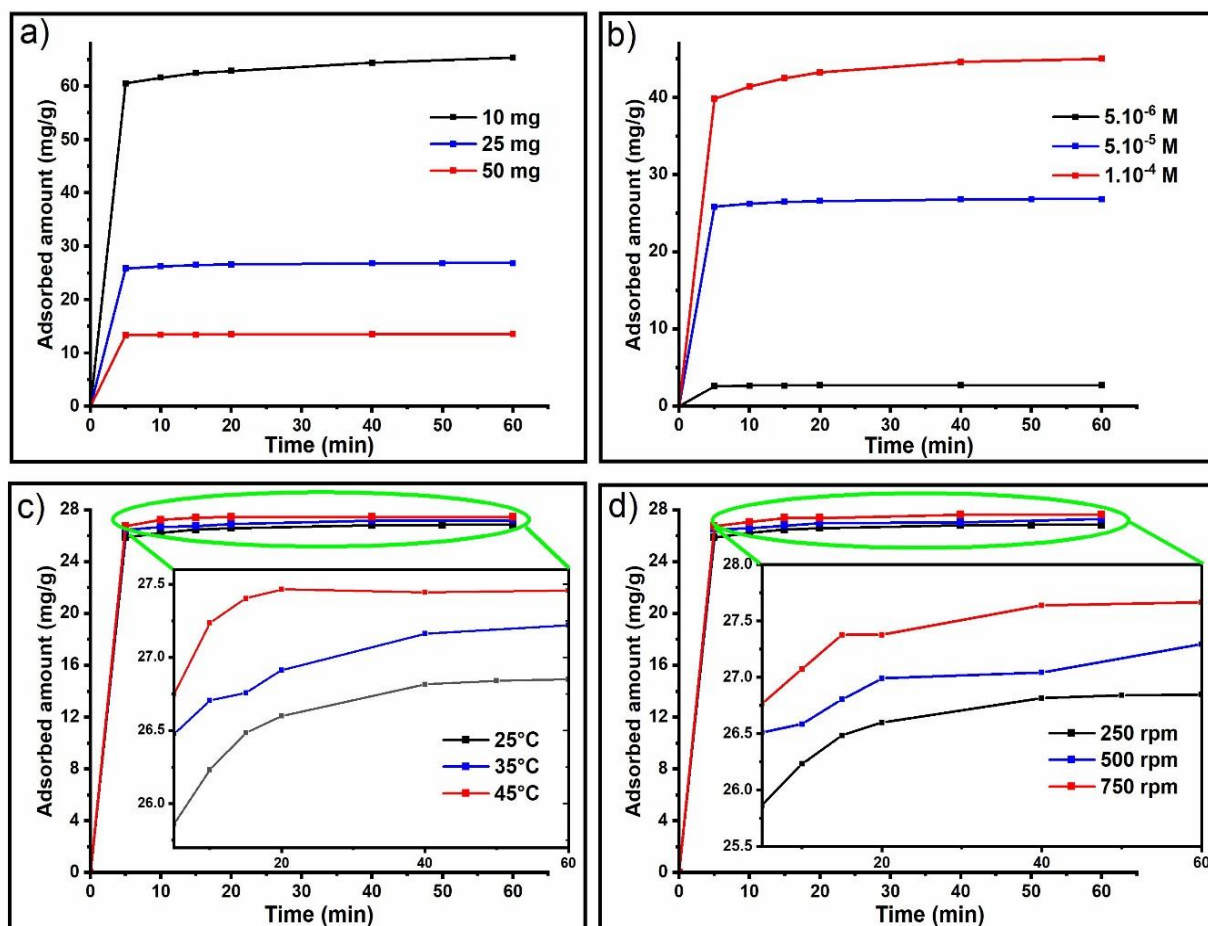 a)
Adsorbed amount (mg/g)
60
50
40
30
20
10
0
10 mg
25 mg
50 mg
0 10 20 30 40 50 60
Time (min)
b)
Adsorbed amount (mg/g)
40
30
20
10
0
5.10⁻⁶ M
5.10⁻⁵ M
1.10⁻⁴ M
0 10 20 30 40 50 60
Time (min)
c)
Adsorbed amount (mg/g)
28
24
20
16
12
8
4
0
27.5
27.0
26.5
26.0
25°C
35°C
45°C
20 40 60
0 10 20 30 40 50 60
Time (min)
d)
Adsorbed amount (mg/g)
28
24
20
16
12
8
4
0
28.0
27.5
27.0
26.5
26.0
25.5
250 rpm
500 rpm
750 rpm
20 40 60
0 10 20 30 40 50 60
Time (min)